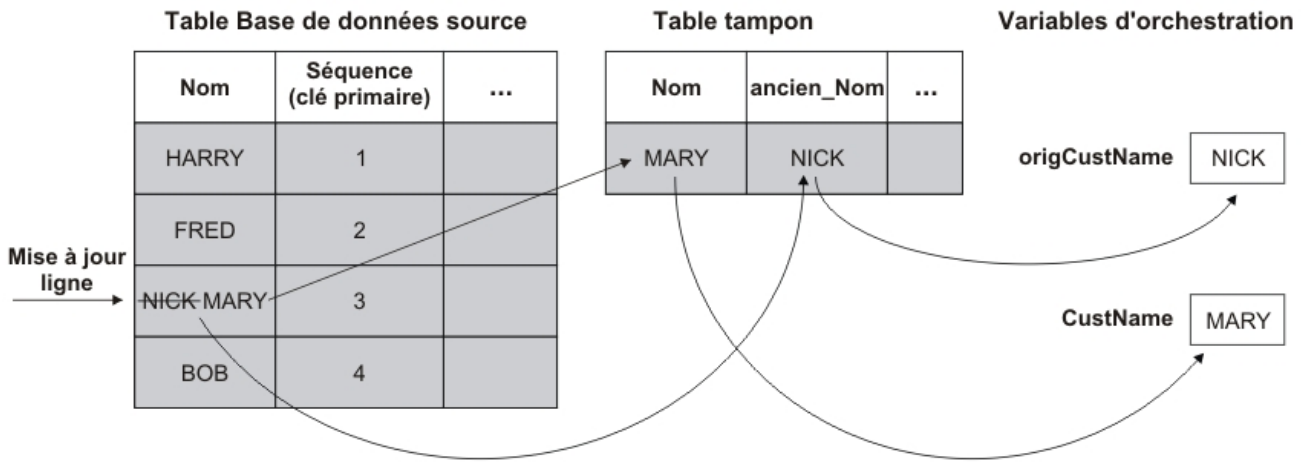 Table Base de données source
Table tampon
Variables d'orchestration
Nom
Séquence
(clé primaire)
...
Nom
ancien_Nom
...
HARRY
1
MARY
NICK
origCustName
NICK
FRED
2
Mise à jour
ligne
NICK MARY
3
CustName
MARY
BOB
4